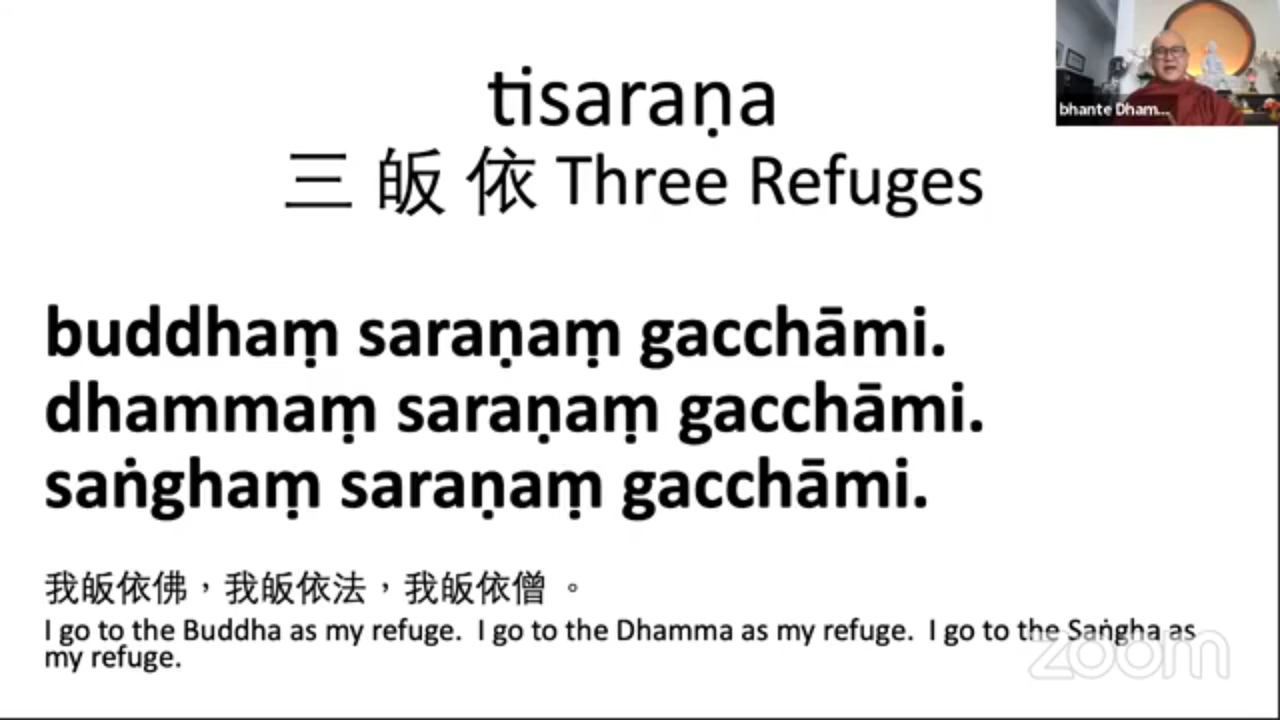 tisaraṇa
三 皈 依 Three Refuges
bhante Dham...
buddhaṃ saraṇaṃ gacchāmi.
dhammaṃ saraṇaṃ gacchāmi.
saṅghaṃ saraṇaṃ gacchāmi.
我皈依佛，我皈依法，我皈依僧 。
I go to the Buddha as my refuge.  I go to the Dhamma as my refuge.  I go to the Saṅgha as
my refuge.
zoom